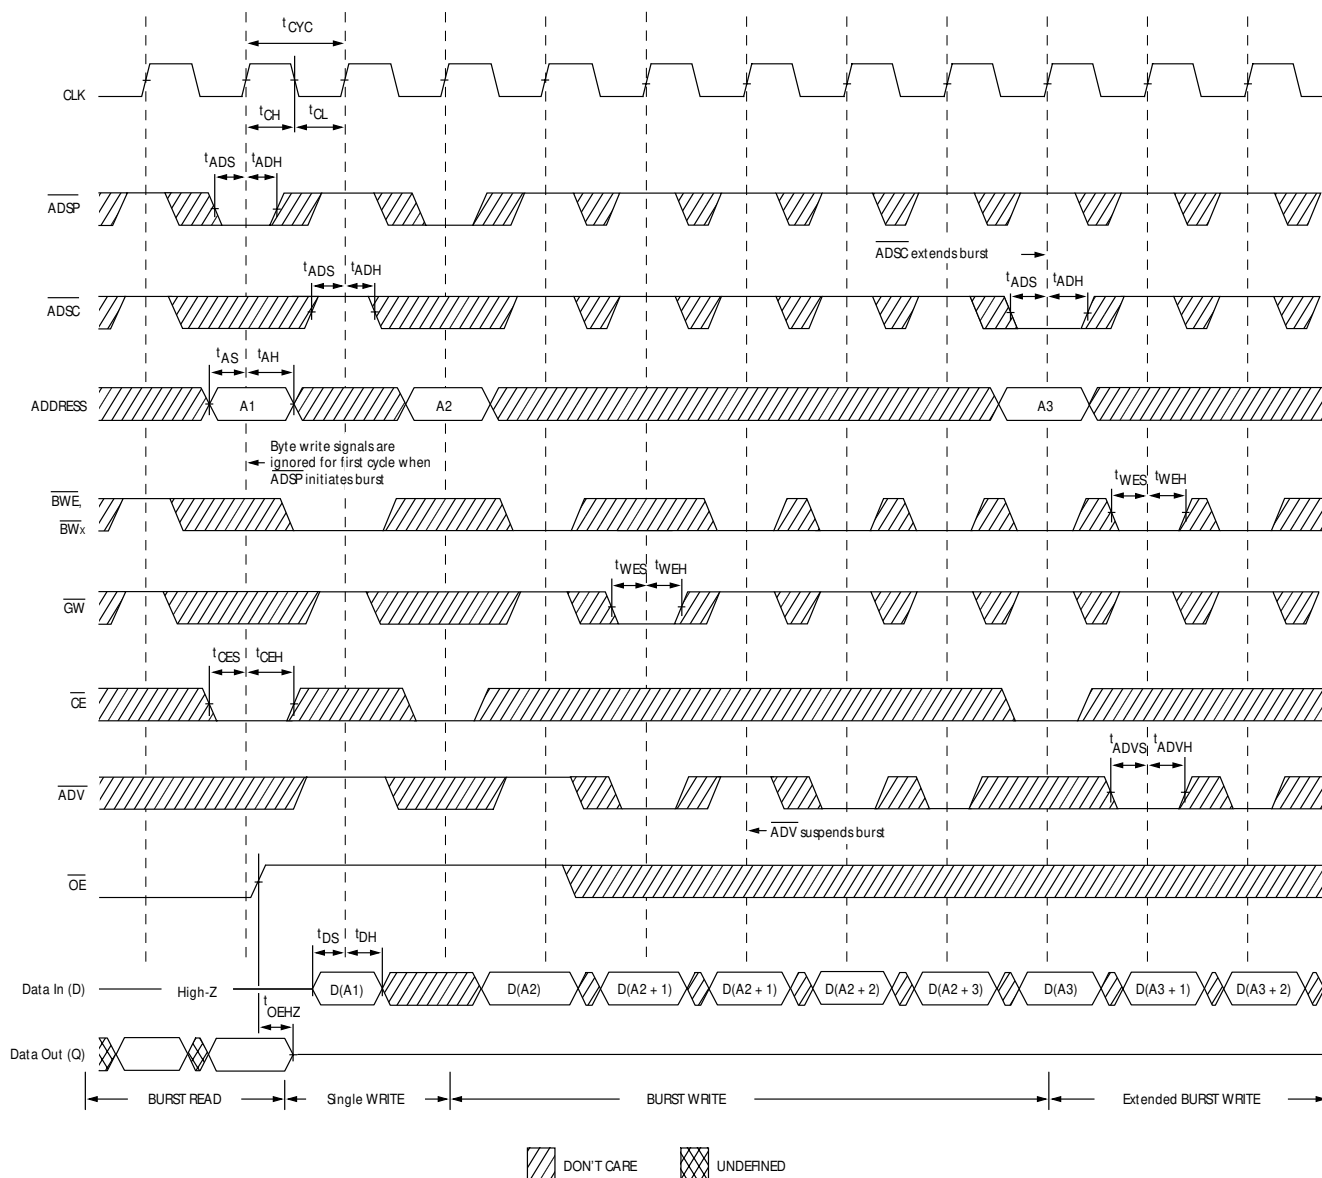 tCYC
CLK
tCH
tCL
tADS
tADH
ADSP
ADSC extends burst
tADS
tADH
tADS
tADH
ADSC
tAS
tAH
ADDRESS
A1
A2
A3
Byte write signals are
ignored for first cycle when
ADSP initiates burst
tWES
tWEH
BWE,
BWx
tWES
tWEH
GW
tCES
tCEH
CE
tADVS
tADVH
ADV
ADV suspends burst
OE
tDS
tDH
Data In (D)
High-Z
D(A1)
D(A2)
D(A2 + 1)
D(A2 + 1)
D(A2 + 2)
D(A2 + 3)
D(A3)
D(A3 + 1)
D(A3 + 2)
tOEHZ
Data Out (Q)
BURST READ
Single WRITE
BURST WRITE
Extended BURST WRITE
DON'T CARE
UNDEFINED